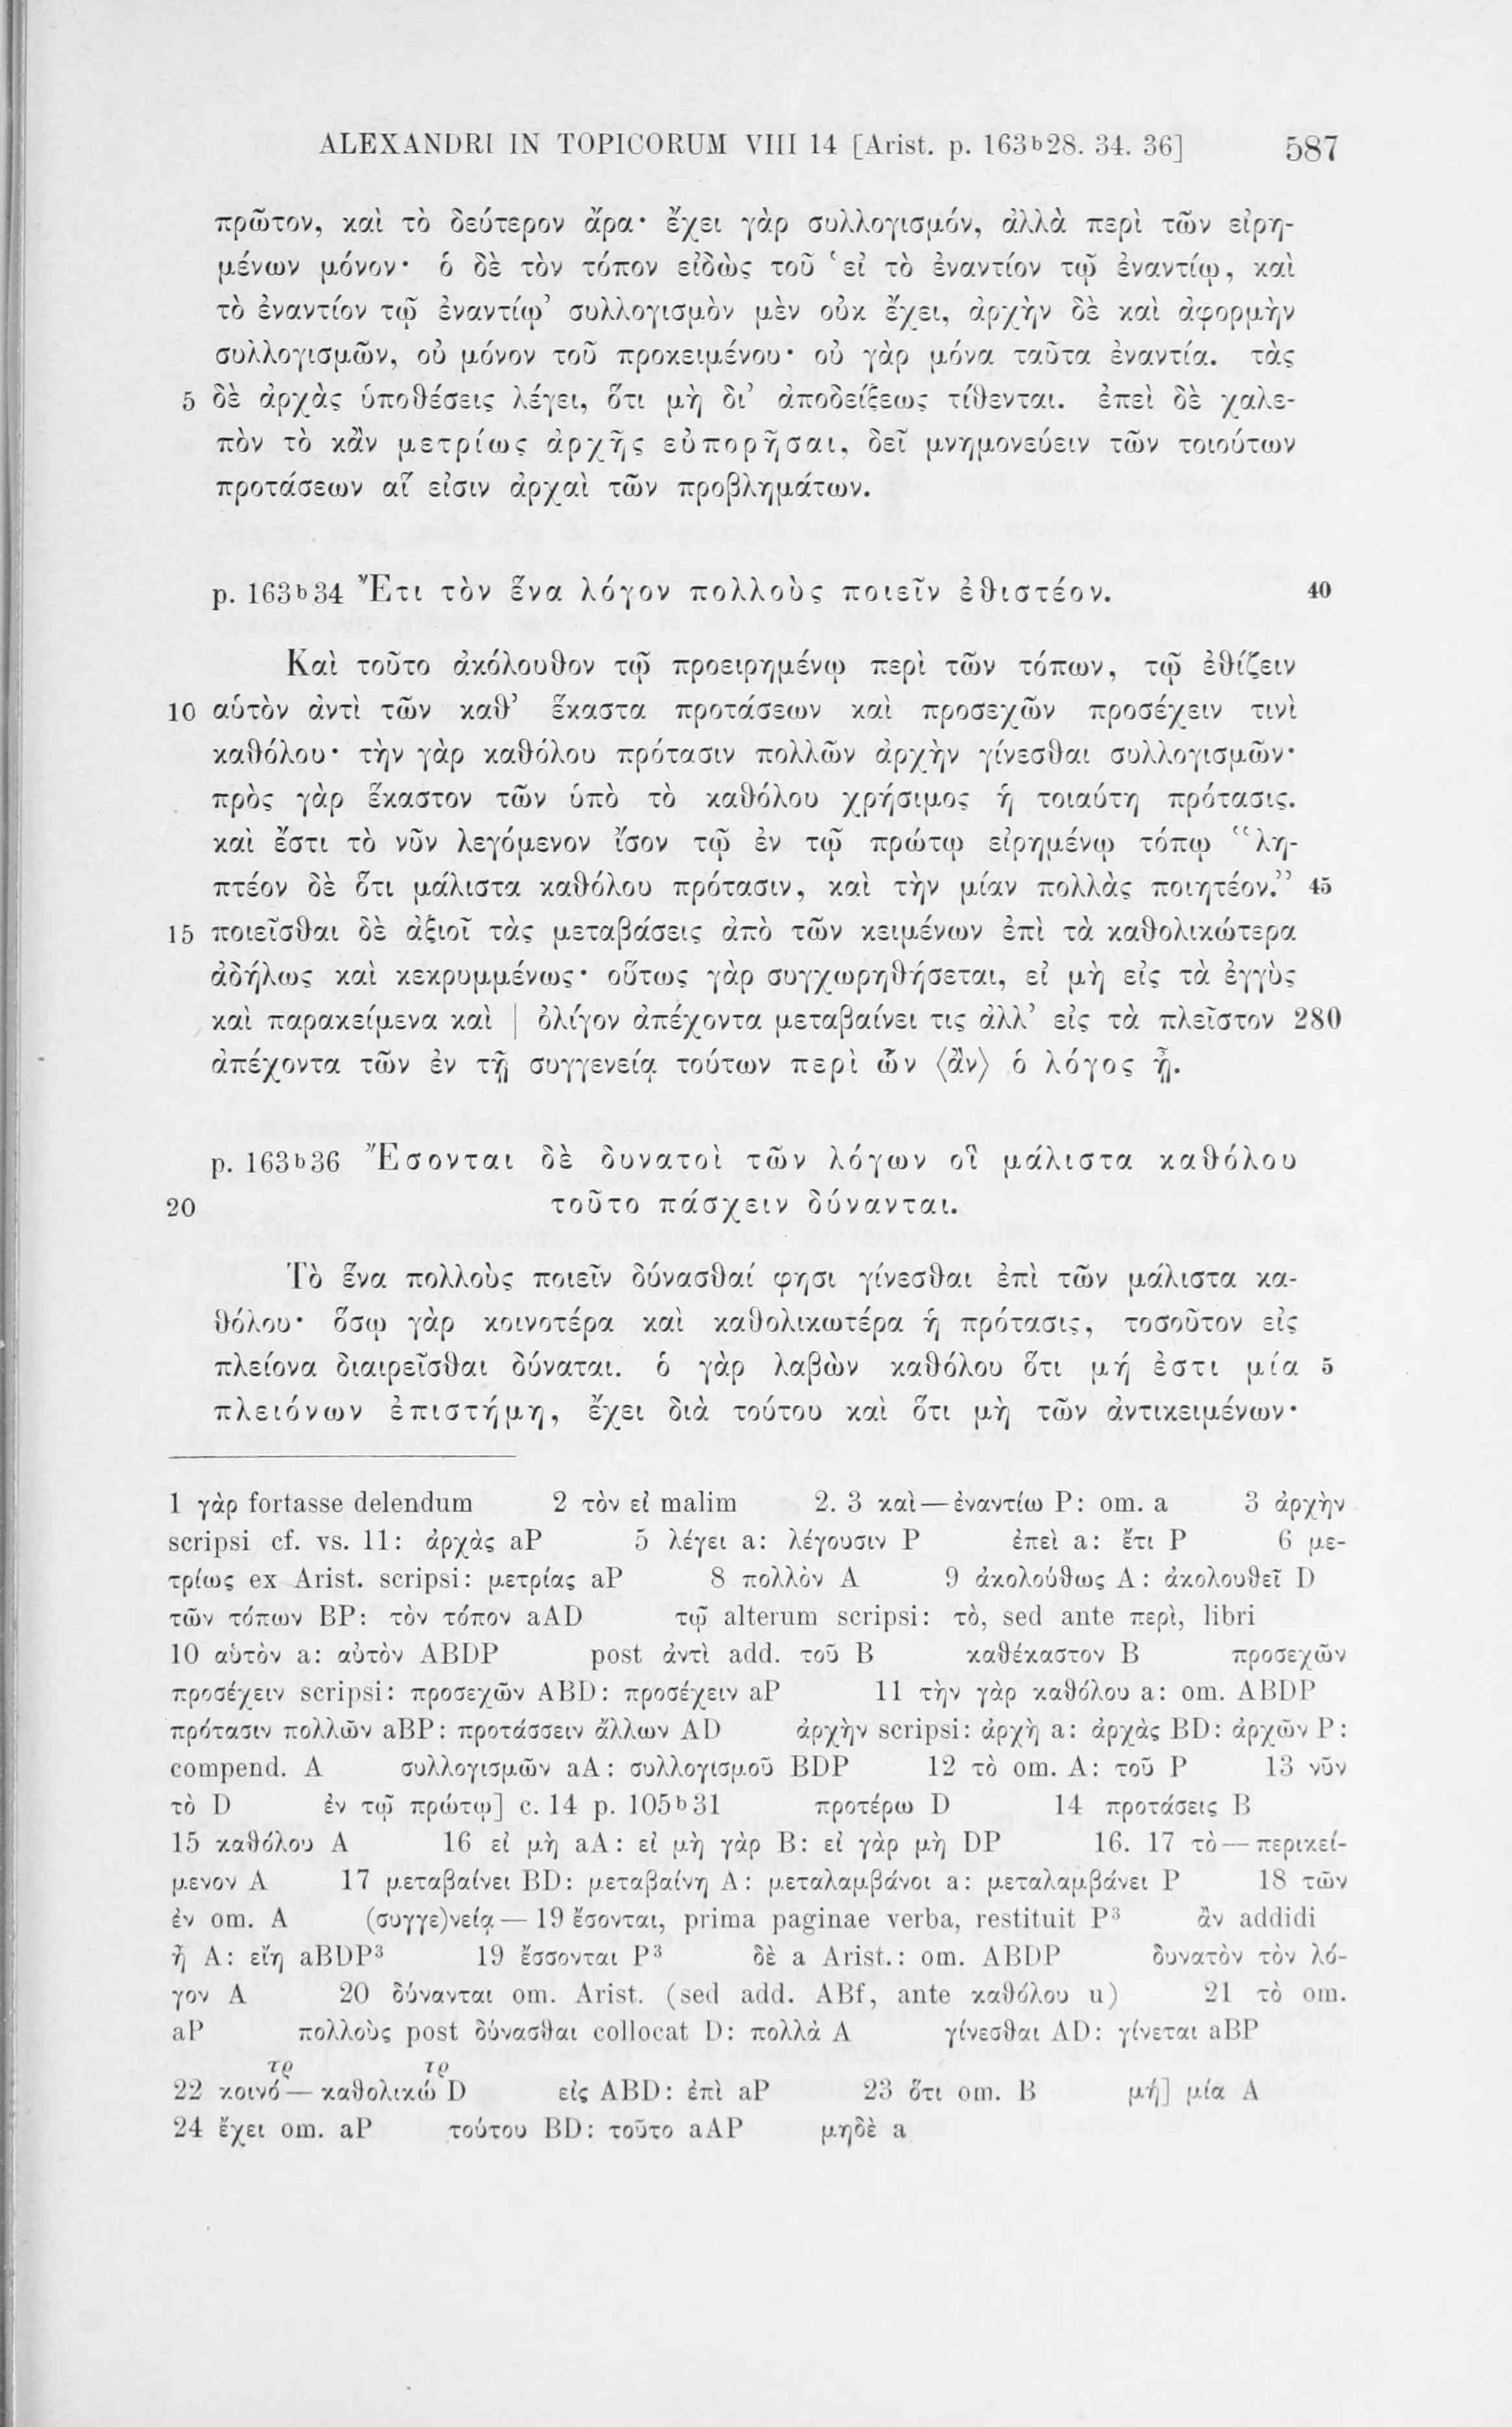 ALEXANDRI IN TOPICORUM VIII 14 [Arist. p. 163ᵇ28. 34. 36] 587
πρῶτον, καὶ τὸ δεύτερον ἄρα· ἔχει γὰρ συλλογισμόν, ἀλλὰ περὶ τῶν εἰρη-
μένων μόνον· ὁ δὲ τὸν τόπον εἰδὼς τοῦ ‘εἰ τὸ ἐναντίον τῷ ἐναντίῳ, καὶ
τὸ ἐναντίον τῷ ἐναντίῳ’ συλλογισμὸν μὲν οὐκ ἔχει, ἀρχὴν δὲ καὶ ἀφορμὴν
συλλογισμῶν, οὐ μόνον τοῦ προκειμένου· οὐ γὰρ μόνα ταῦτα ἐναντία. τὰς
5 δὲ ἀρχὰς ὑποθέσεις λέγει, ὅτι μὴ δι’ ἀποδείξεως τίθενται. ἐπεὶ δὲ χαλε-
πὸν τὸ κἂν μετρίως ἀρχῆς εὐπορῆσαι, δεῖ μνημονεύειν τῶν τοιούτων
προτάσεων αἵ εἰσιν ἀρχαὶ τῶν προβλημάτων.
p. 163ᵇ34 Ἔτι τὸν ἕνα λόγον πολλοὺς ποιεῖν ἐθιστέον. 40
Καὶ τοῦτο ἀκόλουθον τῷ προειρημένῳ περὶ τῶν τόπων, τῷ ἐθίζειν
10 αὑτὸν ἀντὶ τῶν καθ’ ἕκαστα προτάσεων καὶ προσεχῶν προσέχειν τινὶ
καθόλου· τὴν γὰρ καθόλου πρότασιν πολλῶν ἀρχὴν γίνεσθαι συλλογισμῶν·
πρὸς γὰρ ἕκαστον τῶν ὑπὸ τὸ καθόλου χρήσιμος ἡ τοιαύτη πρότασις.
καὶ ἔστι τὸ νῦν λεγόμενον ἴσον τῷ ἐν τῷ πρώτῳ εἰρημένῳ τόπῳ “λη-
πτέον δὲ ὅτι μάλιστα καθόλου πρότασιν, καὶ τὴν μίαν πολλὰς ποιητέον.” 45
15 ποιεῖσθαι δὲ ἀξιοῖ τὰς μεταβάσεις ἀπὸ τῶν κειμένων ἐπὶ τὰ καθολικώτερα
ἀδήλως καὶ κεκρυμμένως· οὕτως γὰρ συγχωρηθήσεται, εἰ μὴ εἰς τὰ ἐγγὺς
καὶ παρακείμενα καὶ | ὀλίγον ἀπέχοντα μεταβαίνει τις ἀλλ’ εἰς τὰ πλεῖστον 280
ἀπέχοντα τῶν ἐν τῇ συγγενείᾳ τούτων περὶ ὧν ⟨ἂν⟩ ὁ λόγος ᾖ.
p. 163ᵇ36 Ἔσονται δὲ δυνατοὶ τῶν λόγων οἳ μάλιστα καθόλου
20 τοῦτο πάσχειν δύνανται.
Τὸ ἕνα πολλοὺς ποιεῖν δύνασθαί φησι γίνεσθαι ἐπὶ τῶν μάλιστα κα-
θόλου· ὅσῳ γὰρ κοινοτέρα καὶ καθολικωτέρα ἡ πρότασις, τοσοῦτον εἰς
πλείονα διαιρεῖσθαι δύναται. ὁ γὰρ λαβὼν καθόλου ὅτι μή ἐστι μία 5
πλειόνων ἐπιστήμη, ἔχει διὰ τούτου καὶ ὅτι μὴ τῶν ἀντικειμένων·
1 γὰρ fortasse delendum 2 τὸν εἰ malim 2. 3 καὶ—ἐναντίω P: om. a 3 ἀρχὴν
scripsi cf. vs. 11: ἀρχὰς aP 5 λέγει a: λέγουσιν P ἐπεὶ a: ἔτι P 6 με-
τρίως ex Arist. scripsi: μετρίας aP 8 πολλὸν A 9 ἀκολούθως A: ἀκολουθεῖ D
τῶν τόπων BP: τὸν τόπον aAD τῷ alterum scripsi: τὸ, sed ante περὶ, libri
10 αὑτὸν a: αὐτὸν ABDP post ἀντὶ add. τοῦ B καθέκαστον B προσεχῶν
προσέχειν scripsi: προσεχῶν ABD: προσέχειν aP 11 τὴν γὰρ καθόλου a: om. ABDP
πρότασιν πολλῶν aBP: προτάσσειν ἄλλων AD ἀρχὴν scripsi: ἀρχὴ a: ἀρχὰς BD: ἀρχῶν P:
compend. A συλλογισμῶν aA: συλλογισμοῦ BDP 12 τὸ om. A: τοῦ P 13 νῦν
τὸ D ἐν τῷ πρώτῳ] c. 14 p. 105ᵇ31 προτέρω D 14 προτάσεις B
15 καθόλου A 16 εἰ μὴ aA: εἰ μὴ γὰρ B: εἰ γὰρ μὴ DP 16. 17 τὸ—περικεί-
μενον A 17 μεταβαίνει BD: μεταβαίνη A: μεταλαμβάνοι a: μεταλαμβάνει P 18 τῶν
ἐν om. A (συγγε)νείᾳ—19 ἔσονται, prima paginae verba, restituit P³ ἂν addidi
ἦ A: εἴη aBDP³ 19 ἔσσονται P³ δὲ a Arist.: om. ABDP δυνατὸν τὸν λό-
γον A 20 δύνανται om. Arist. (sed add. ABf, ante καθόλου u) 21 τὸ om.
aP πολλοὺς post δύνασθαι collocat D: πολλὰ A γίνεσθαι AD: γίνεται aBP
22 κοινό^τρ—καθολικώ^τρ D εἰς ABD: ἐπὶ aP 23 ὅτι om. B μή] μία A
24 ἔχει om. aP τούτου BD: τοῦτο aAP μηδὲ a